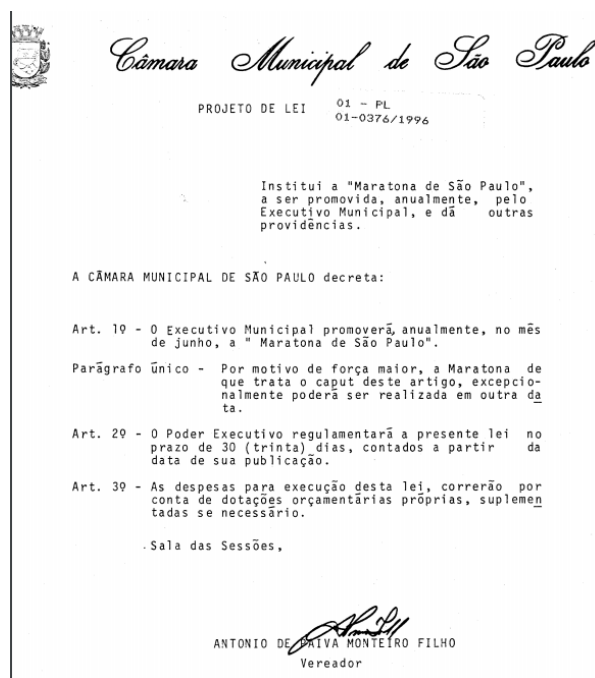 Câmara Municipal de São Paulo
PROJETO DE LEI 01 - PL
01-0376/1996
Institui a "Maratona de São Paulo",
a ser promovida, anualmente, pelo
Executivo Municipal, e dá outras
providências.
A CÂMARA MUNICIPAL DE SÃO PAULO decreta:
Art. 1º - O Executivo Municipal promoverá, anualmente, no mês
de junho, a " Maratona de São Paulo".
Parágrafo único - Por motivo de força maior, a Maratona de
que trata o caput deste artigo, excepcio-
nalmente poderá ser realizada em outra da
ta.
Art. 2º - O Poder Executivo regulamentará a presente lei no
prazo de 30 (trinta) dias, contados a partir da
data de sua publicação.
Art. 3º - As despesas para execução desta lei, correrão por
conta de dotações orçamentárias próprias, suplemen
tadas se necessário.
Sala das Sessões,
ANTONIO DE PAIVA MONTEIRO FILHO
Vereador